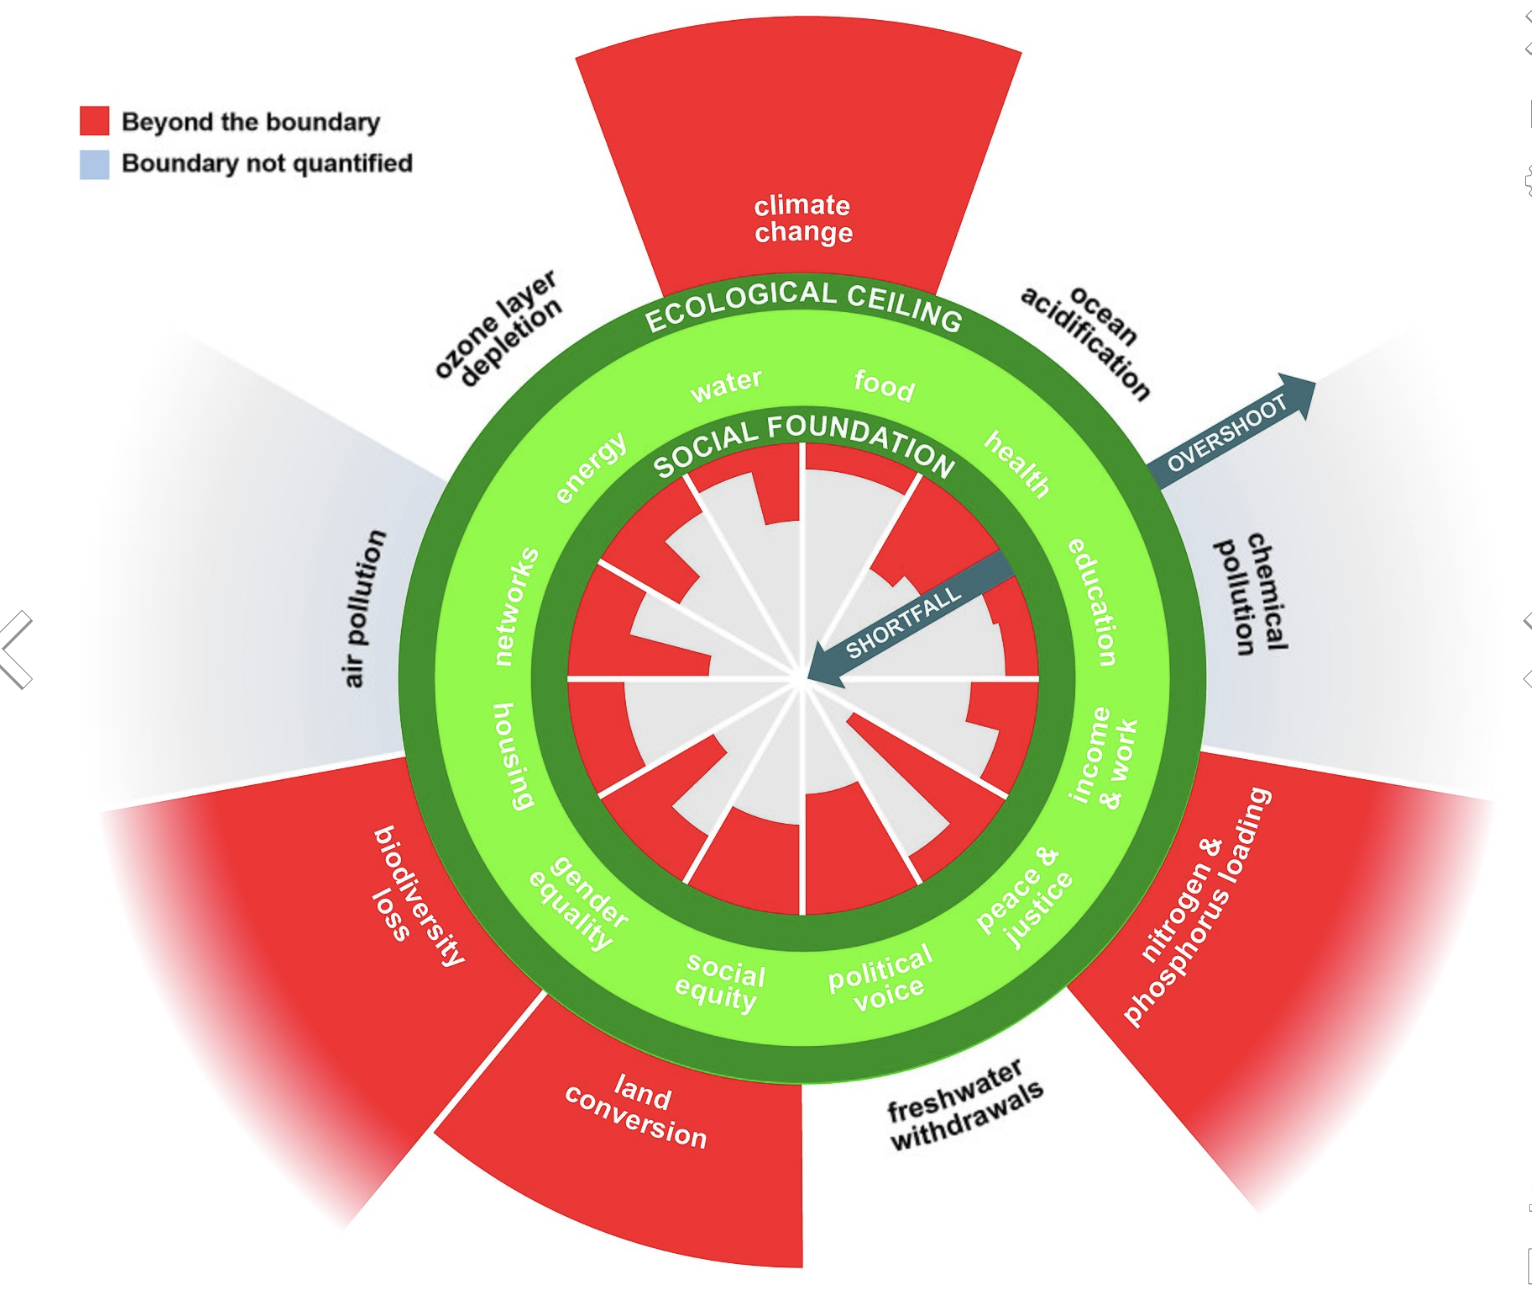 Beyond the boundary
Boundary not quantified
climate
change
ozone layer
depletion
ocean
acidification
ECOLOGICAL CEILING
water
food
energy
health
SOCIAL FOUNDATION
OVERSHOOT
networks
education
SHORTFALL
air pollution
chemical
pollution
housing
income
& work
biodiversity
loss
nitrogen &
phosphorus loading
gender
equality
peace &
justice
social
equity
political
voice
land
conversion
freshwater
withdrawals